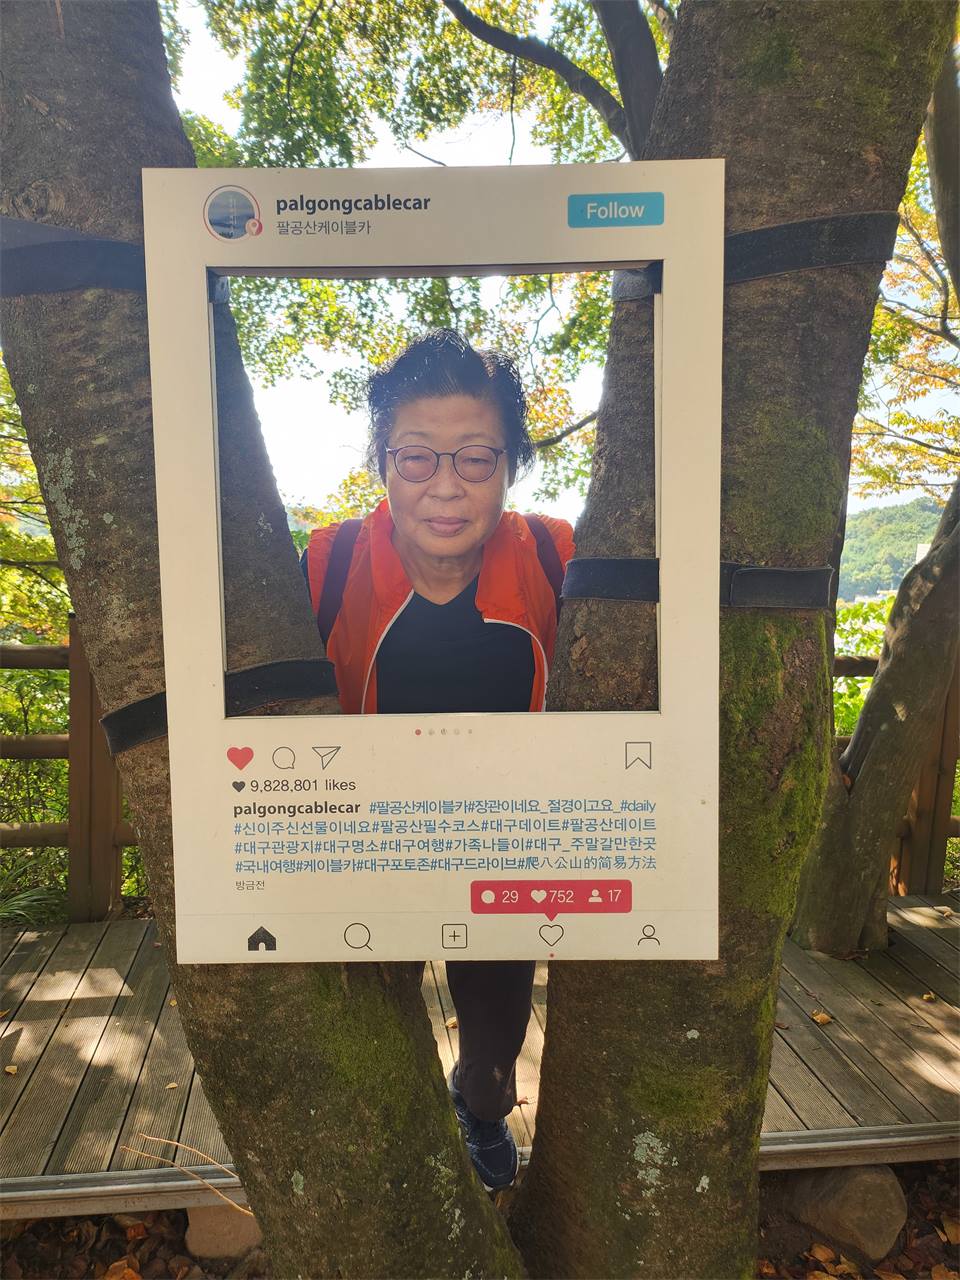 palgongcablecar
팔공산케이블카
Follow
9,828,801 likes
palgongcablecar #팔공산케이블카#장관이네요_절경이고요_#daily
#신이주신선물이네요#팔공산필수코스#대구데이트#팔공산데이트
#대구관광지#대구명소#대구여행#가족나들이#대구_주말갈만한곳
#국내여행#케이블카#대구포토존#대구드라이브#爬八公山的简易方法
방금전
29 752 17